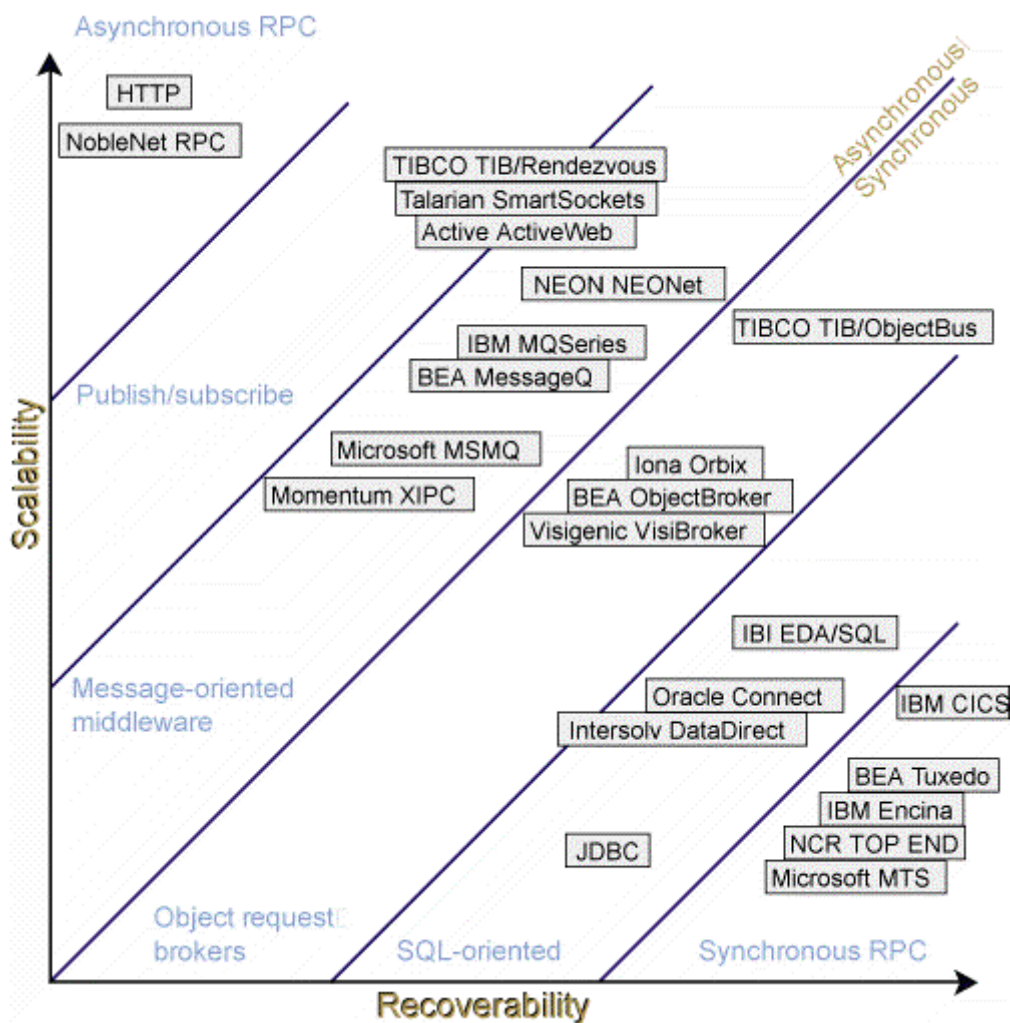 Asynchronous RPC
HTTP
NobleNet RPC
Asynchronous
Synchronous
TIBCO TIB/Rendezvous
Talarian SmartSockets
Active ActiveWeb
NEON NEONet
TIBCO TIB/ObjectBus
IBM MQSeries
BEA MessageQ
Publish/subscribe
Microsoft MSMQ
Momentum XIPC
Iona Orbix
BEA ObjectBroker
Visigenic VisiBroker
Scalability
IBI EDA/SQL
Message-oriented
middleware
Oracle Connect
Intersolv DataDirect
IBM CICS
BEA Tuxedo
IBM Encina
NCR TOP END
Microsoft MTS
JDBC
Object request
brokers
SQL-oriented
Synchronous RPC
Recoverability